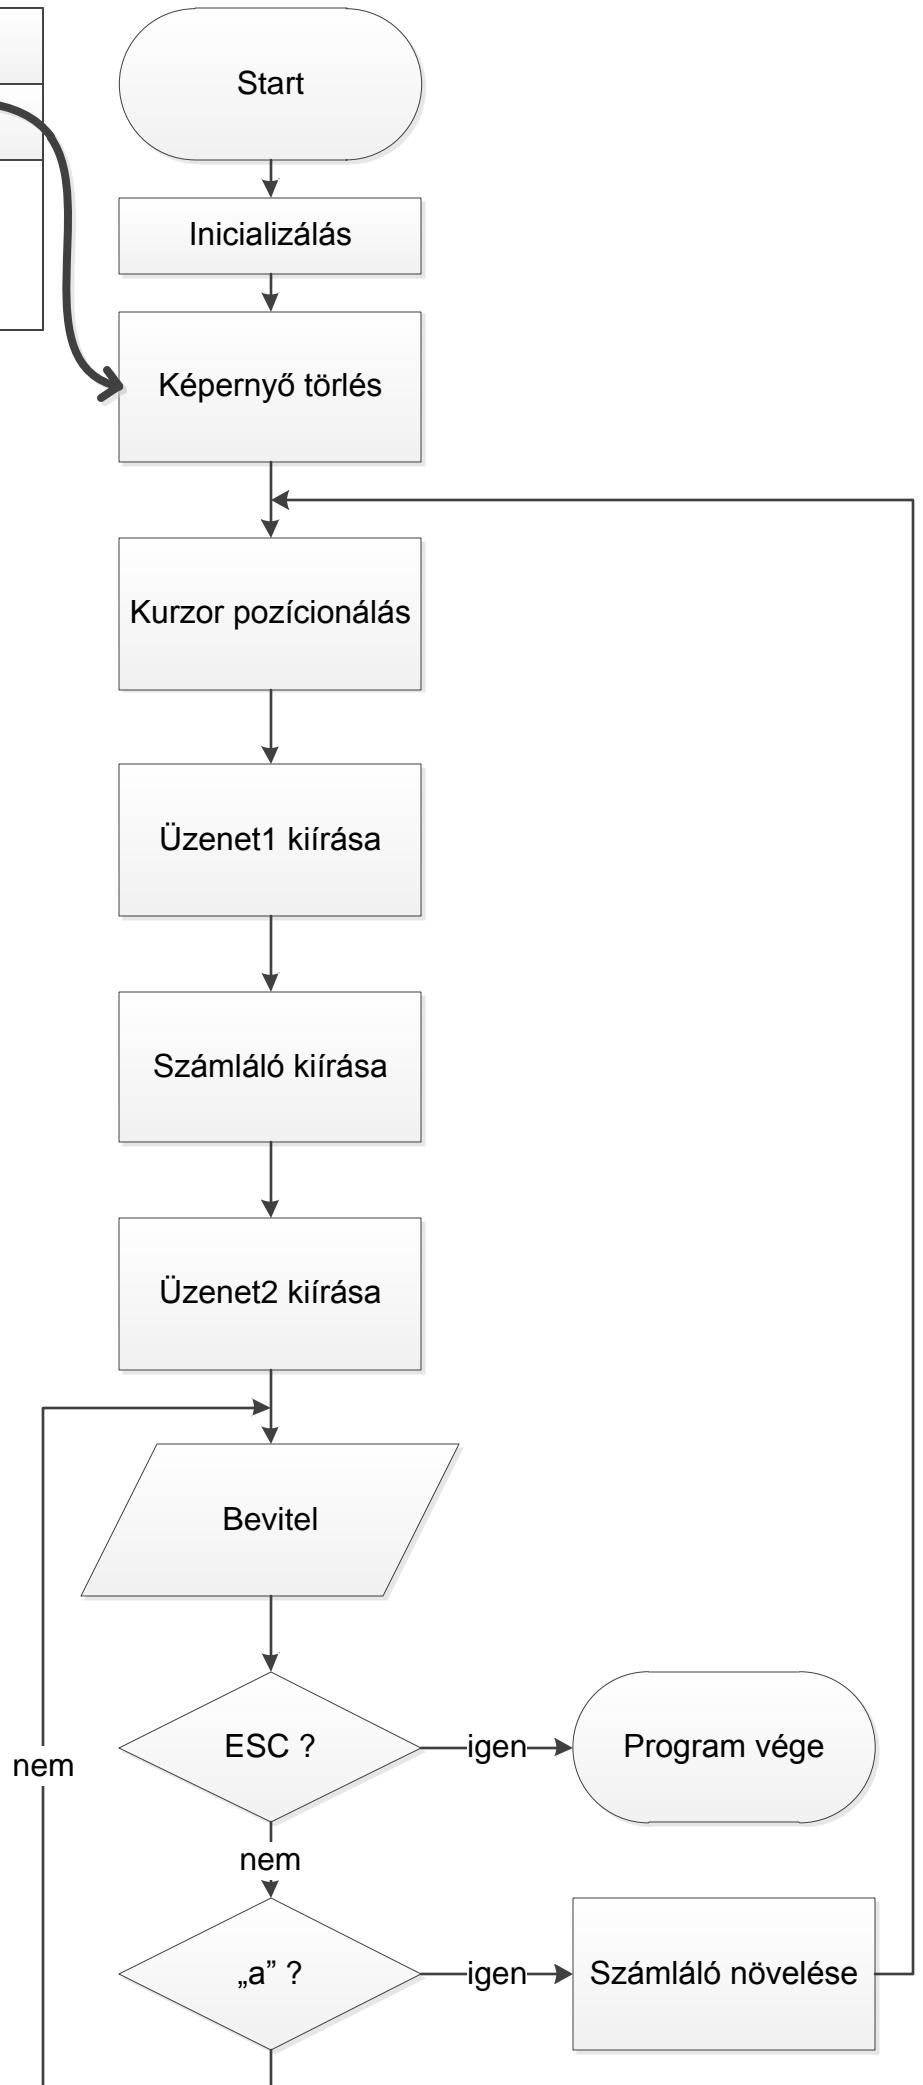 Start
Inicializálás
Képernyő törlés
Kurzor pozícionálás
Üzenet1 kiírása
Számláló kiírása
Üzenet2 kiírása
Bevitel
ESC ?
igen
Program vége
nem
nem
„a” ?
igen
Számláló növelése